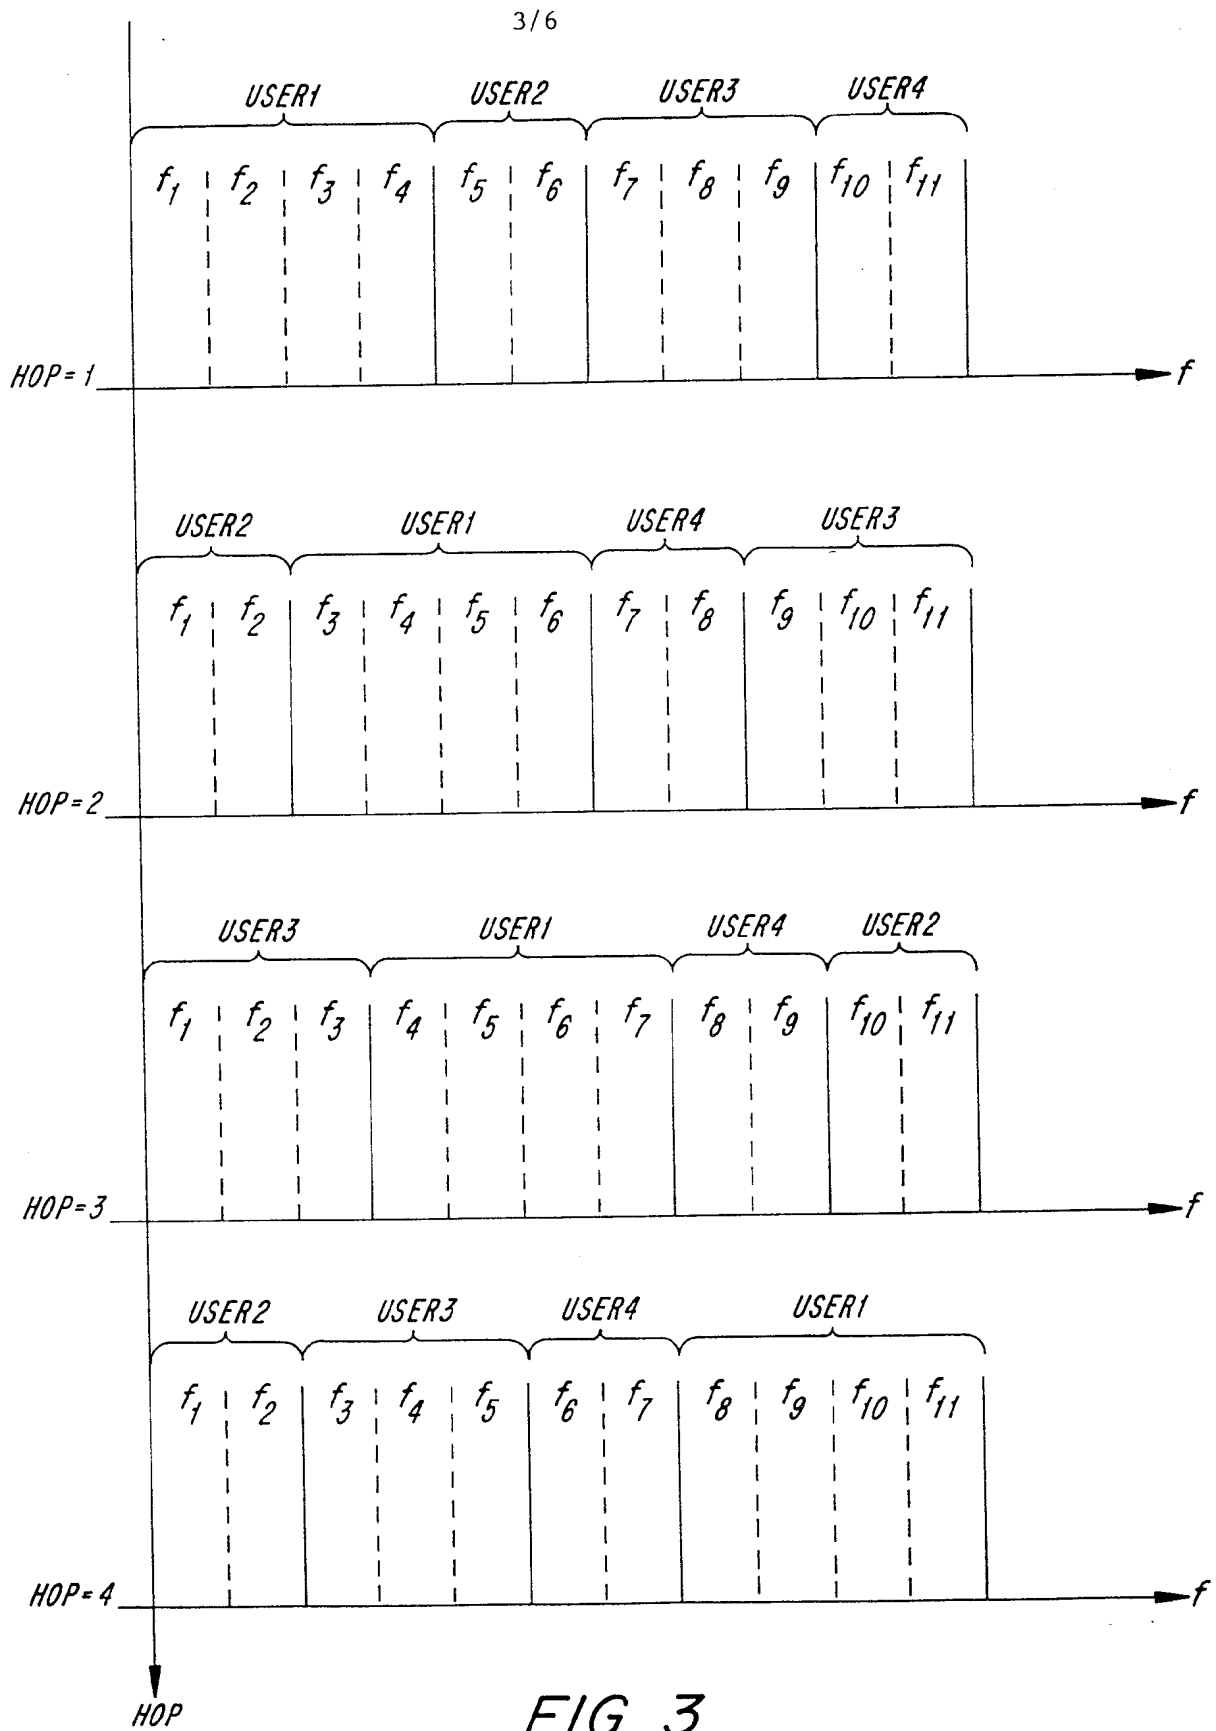 3/6
USER1 USER2 USER3 USER4
f1 f2 f3 f4 f5 f6 f7 f8 f9 f10 f11
HOP=1 f
USER2 USER1 USER4 USER3
f1 f2 f3 f4 f5 f6 f7 f8 f9 f10 f11
HOP=2 f
USER3 USER1 USER4 USER2
f1 f2 f3 f4 f5 f6 f7 f8 f9 f10 f11
HOP=3 f
USER2 USER3 USER4 USER1
f1 f2 f3 f4 f5 f6 f7 f8 f9 f10 f11
HOP=4 f
HOP
FIG. 3